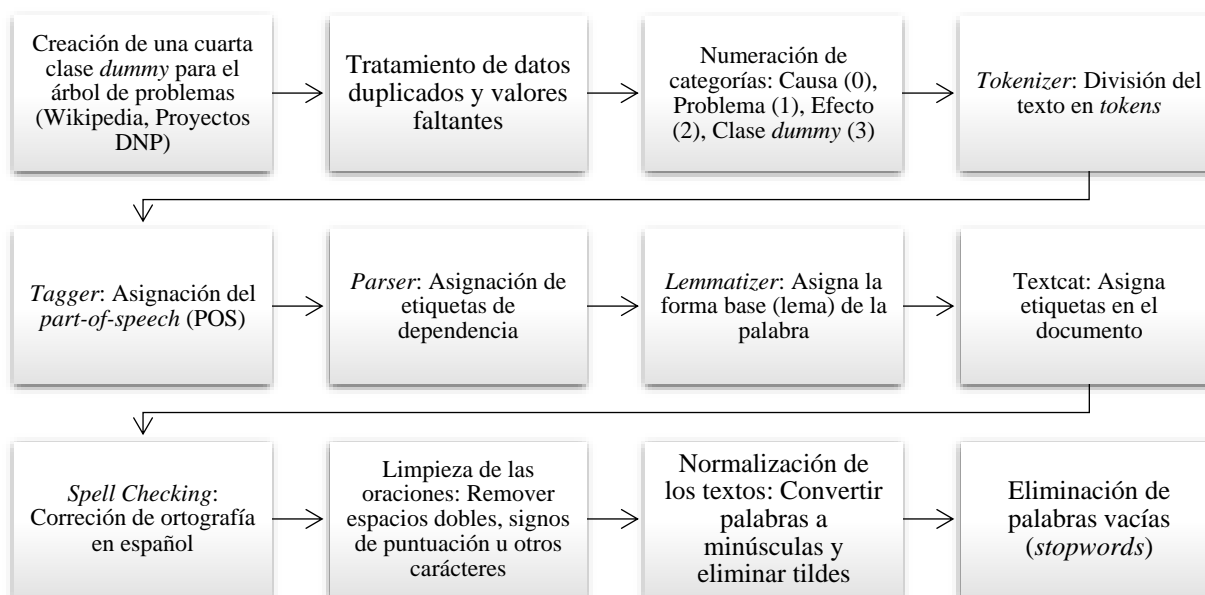 Creación de una cuarta
clase dummy para el
árbol de problemas
(Wikipedia, Proyectos
DNP)
Tratamiento de datos
duplicados y valores
faltantes
Numeración de
categorías: Causa (0),
Problema (1), Efecto
(2), Clase dummy (3)
Tokenizer: División del
texto en tokens
Tagger: Asignación del
part-of-speech (POS)
Parser: Asignación de
etiquetas de
dependencia
Lemmatizer: Asigna la
forma base (lema) de la
palabra
Textcat: Asigna
etiquetas en el
documento
Spell Checking:
Correción de ortografía
en español
Limpieza de las
oraciones: Remover
espacios dobles, signos
de puntuación u otros
carácteres
Normalización de
los textos: Convertir
palabras a
minúsculas y
eliminar tildes
Eliminación de
palabras vacías
(stopwords)